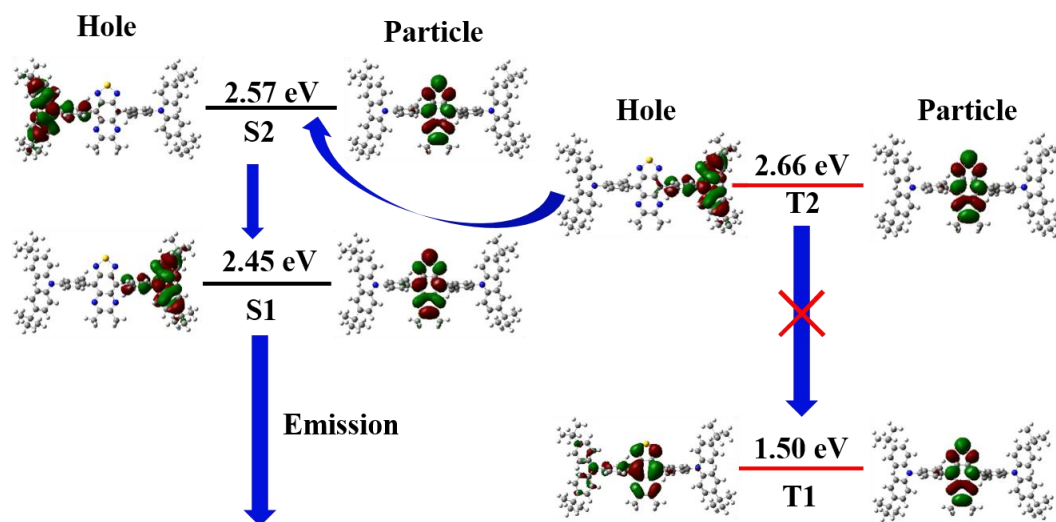 Hole
Particle
2.57 eV
S2
Hole
Particle
2.66 eV
T2
2.45 eV
S1
Emission
1.50 eV
T1